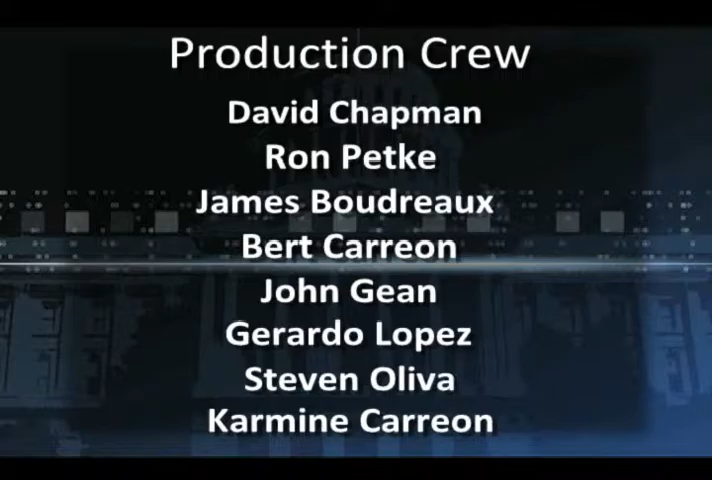 Production Crew
David Chapman
Ron Petke
James Boudreaux
Bert Carreon
John Gean
Gerardo Lopez
Steven Oliva
Karmine Carreon